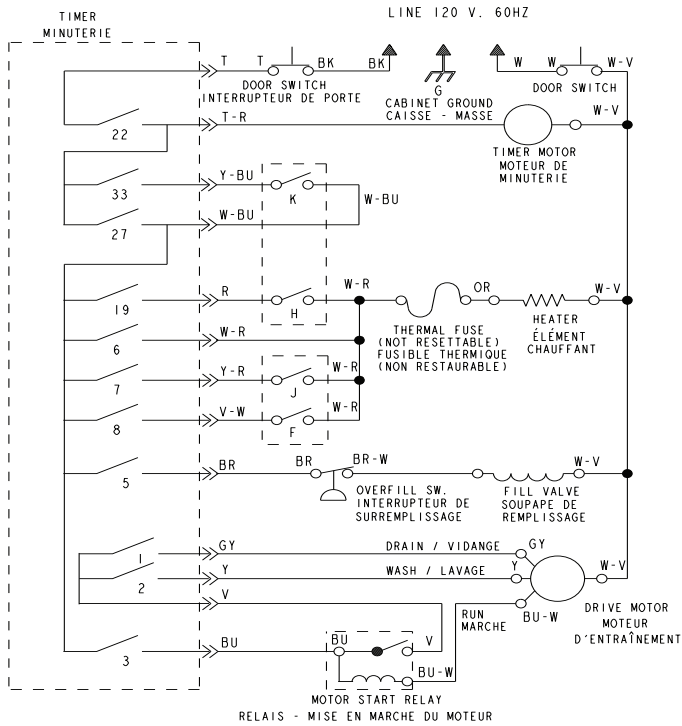 TIMER
MINUTERIE
LINE 120 V. 60HZ
T
T
BK
BK
W
W
W-V
DOOR SWITCH
INTERRUPTEUR DE PORTE
G
CABINET GROUND
CAISSE - MASSE
DOOR SWITCH
22
T-R
W-V
TIMER MOTOR
MOTEUR DE
MINUTERIE
33
Y-BU
K
W-BU
27
W-BU
19
R
H
W-R
OR
W-V
THERMAL FUSE
(NOT RESETTABLE)
FUSIBLE THERMIQUE
(NON RESTAURABLE)
HEATER
ÉLÉMENT
CHAUFFANT
6
W-R
7
Y-R
J
W-R
8
V-W
F
W-R
5
BR
BR
BR-W
W-V
OVERFILL SW.
INTERRUPTEUR DE
SURREMPLISSAGE
FILL VALVE
SOUPAPE DE
REMPLISSAGE
1
GY
DRAIN / VIDANGE
GY
2
Y
WASH / LAVAGE
Y
W-V
V
RUN
MARCHE
BU-W
DRIVE MOTOR
MOTEUR
D'ENTRAÎNEMENT
3
BU
BU
V
BU-W
MOTOR START RELAY
RELAIS - MISE EN MARCHE DU MOTEUR